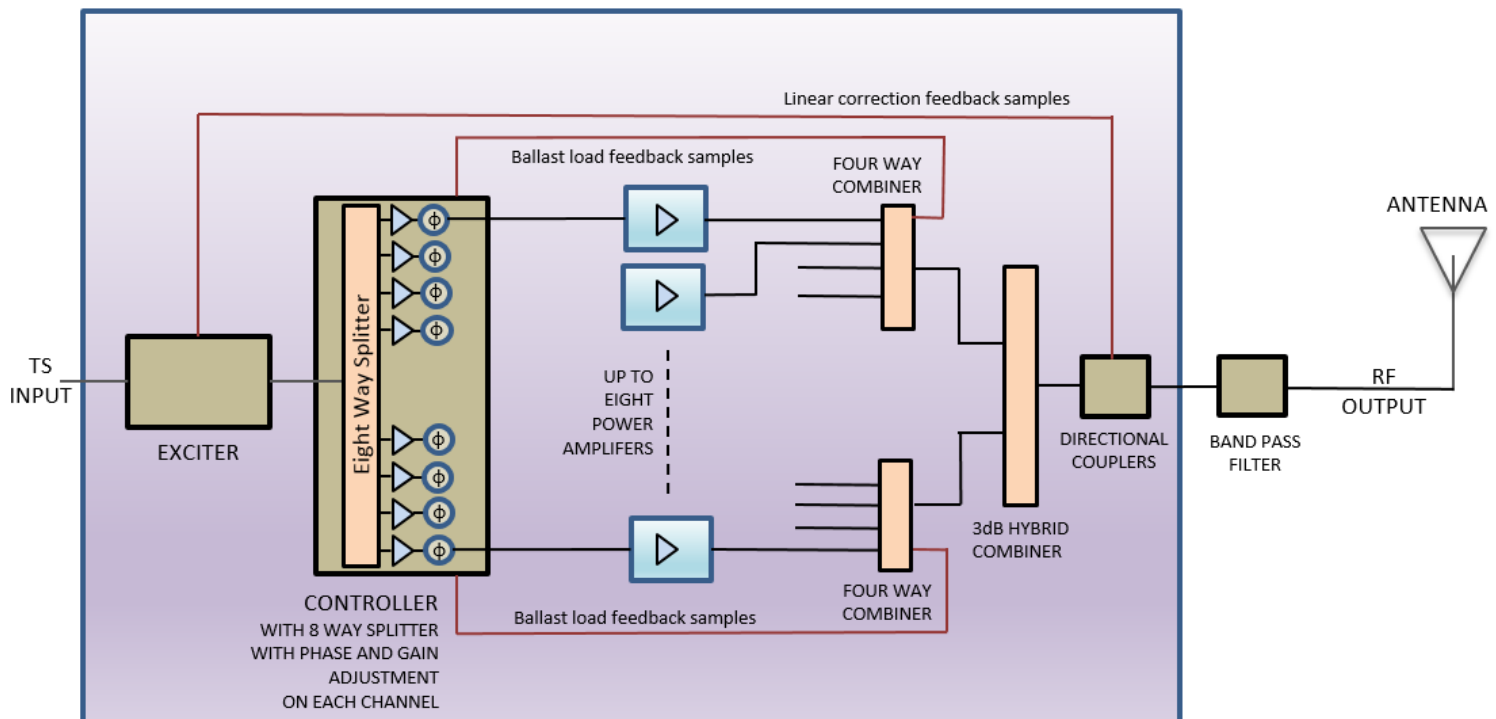 Linear correction feedback samples
Ballast load feedback samples
FOUR WAY
COMBINER
ANTENNA
TS
INPUT
EXCITER
Eight Way Splitter
ϕ
ϕ
ϕ
ϕ
ϕ
ϕ
ϕ
ϕ
UP TO
EIGHT
POWER
AMPLIFERS
DIRECTIONAL
COUPLERS
BAND PASS
FILTER
RF
OUTPUT
3dB HYBRID
COMBINER
FOUR WAY
COMBINER
Ballast load feedback samples
CONTROLLER
WITH 8 WAY SPLITTER
WITH PHASE AND GAIN
ADJUSTMENT
ON EACH CHANNEL